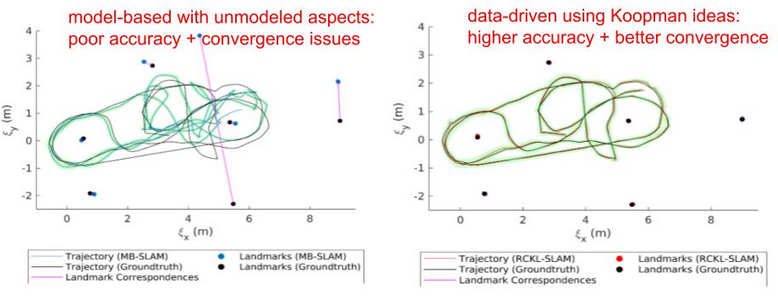 model-based with unmodeled aspects:
poor accuracy + convergence issues
4
3
2
1
0
-1
-2
ξy (m)
0 2 4 6 8
ξx (m)
Trajectory (MB-SLAM)
Trajectory (Groundtruth)
Landmark Correspondences
Landmarks (MB-SLAM)
Landmarks (Groundtruth)
data-driven using Koopman ideas:
higher accuracy + better convergence
4
3
2
1
0
-1
-2
ξy (m)
0 2 4 6 8
ξx (m)
Trajectory (RCKL-SLAM)
Trajectory (Groundtruth)
Landmark Correspondences
Landmarks (RCKL-SLAM)
Landmarks (Groundtruth)